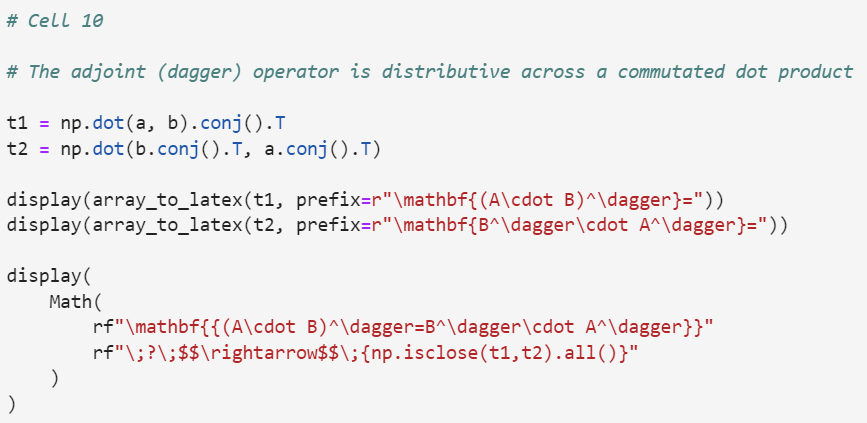 # Cell 10
# The adjoint (dagger) operator is distributive across a commutated dot product
t1 = np.dot(a, b).conj().T
t2 = np.dot(b.conj().T, a.conj().T)
display(array_to_latex(t1, prefix=r"\mathbf{(A\cdot B)^\dagger}="))
display(array_to_latex(t2, prefix=r"\mathbf{B^\dagger\cdot A^\dagger}="))
display(
    Math(
        rf"\mathbf{{(A\cdot B)^\dagger=B^\dagger\cdot A^\dagger}}"
        rf"\;?\;$$\rightarrow$$\;{np.isclose(t1,t2).all()}"
    )
)